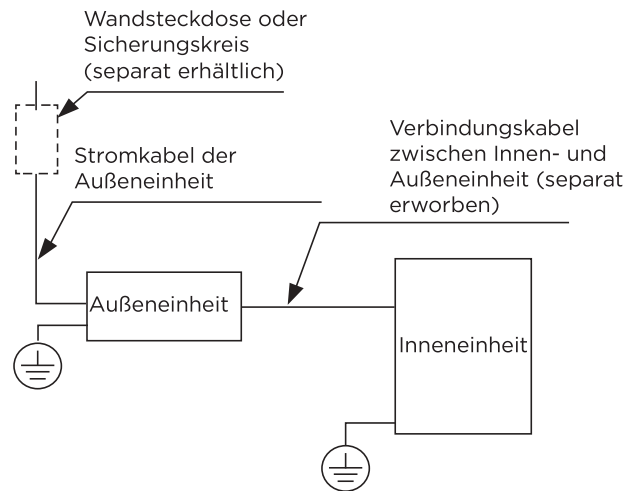 Wandsteckdose oder
Sicherungskreis
(separat erhältlich)
Stromkabel der
Außeneinheit
Verbindungskabel
zwischen Innen- und
Außeneinheit (separat
erworben)
Außeneinheit
Inneneinheit